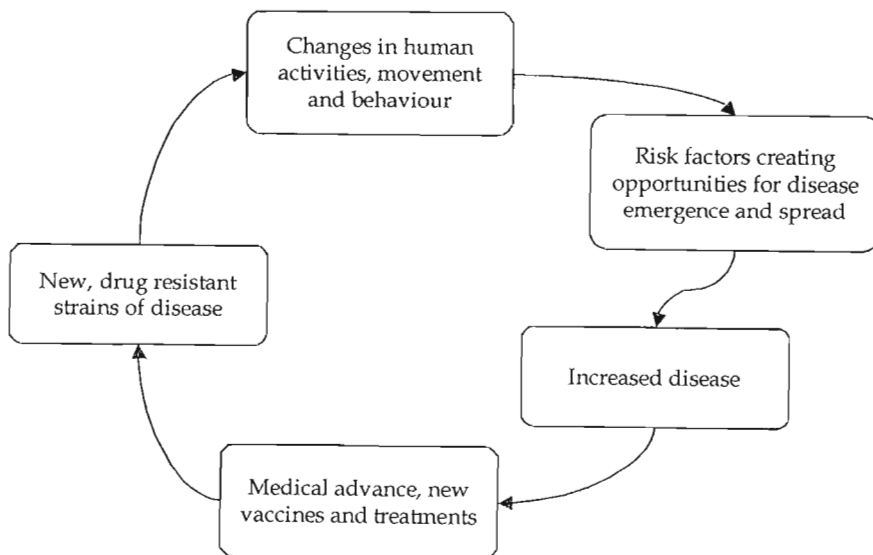 Changes in human
activities, movement
and behaviour
Risk factors creating
opportunities for disease
emergence and spread
Increased disease
Medical advance, new
vaccines and treatments
New, drug resistant
strains of disease